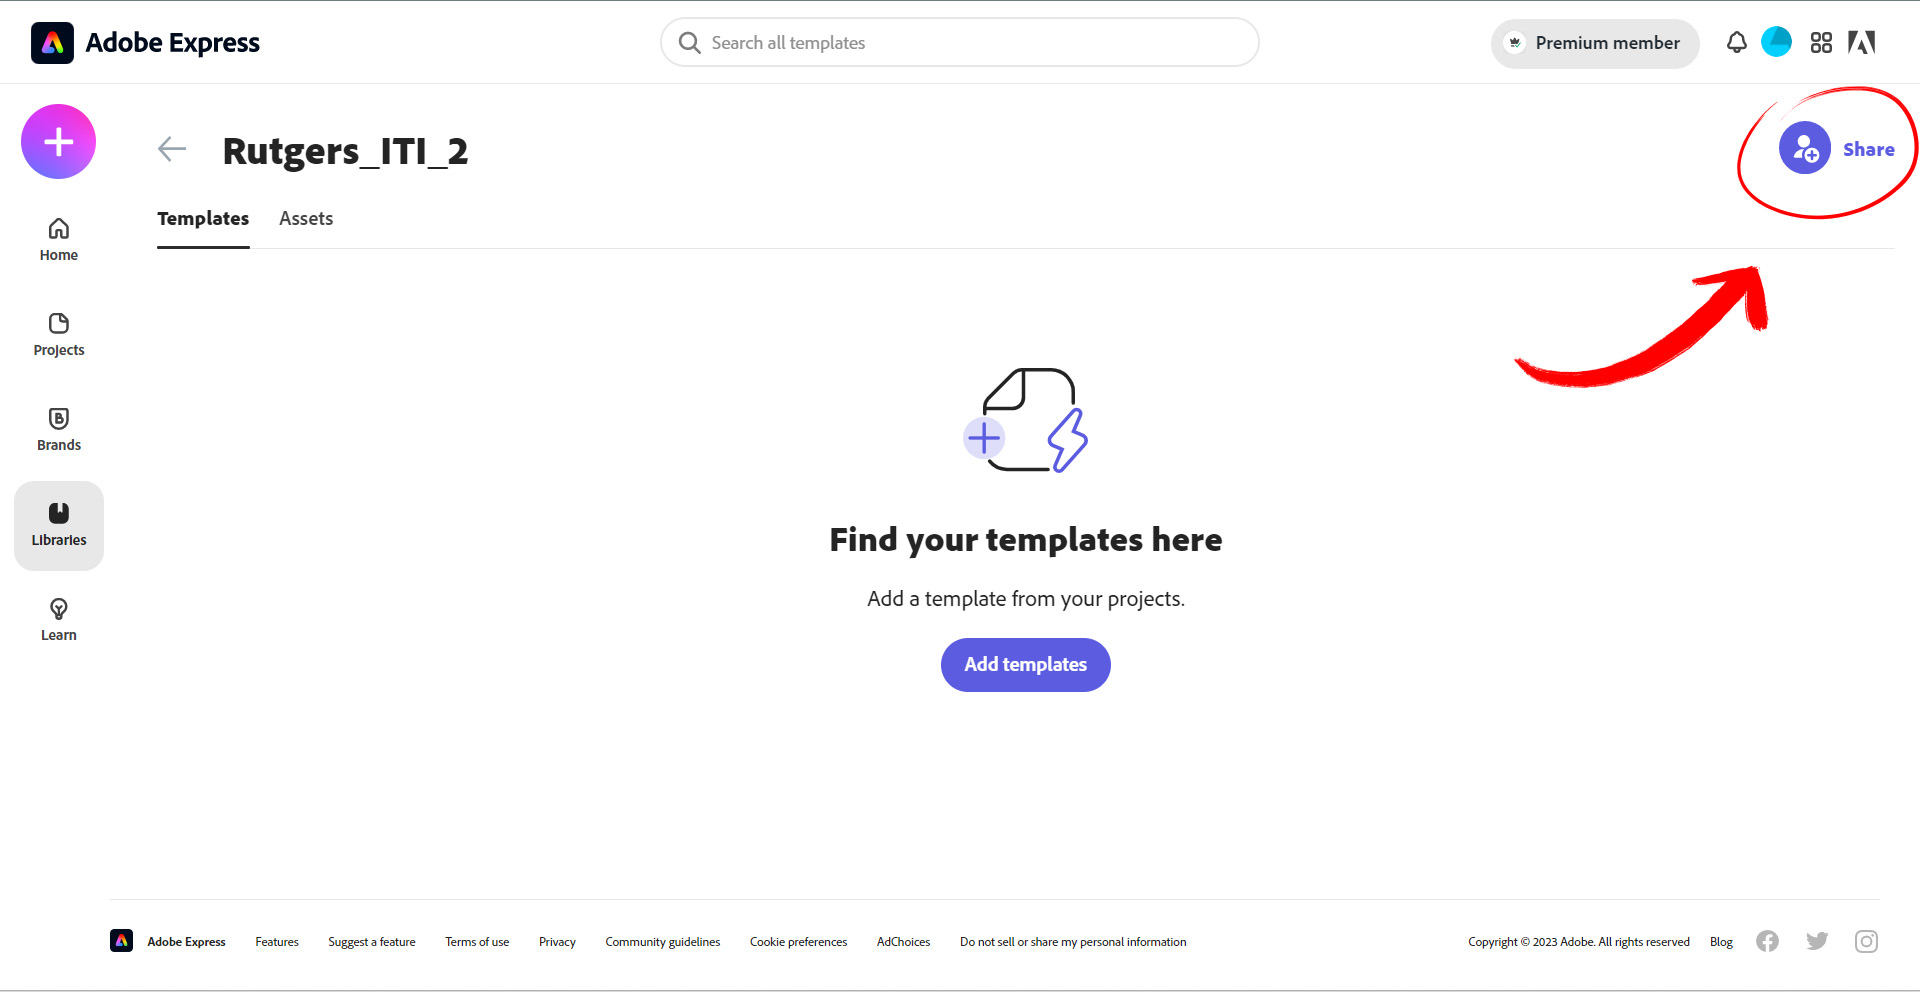 Adobe Express
Search all templates
Premium member
Rutgers_ITI_2
Share
Templates
Assets
Home
Projects
Brands
Libraries
Learn
Find your templates here
Add a template from your projects.
Add templates
Adobe Express
Features
Suggest a feature
Terms of use
Privacy
Community guidelines
Cookie preferences
AdChoices
Do not sell or share my personal information
Copyright © 2023 Adobe. All rights reserved
Blog